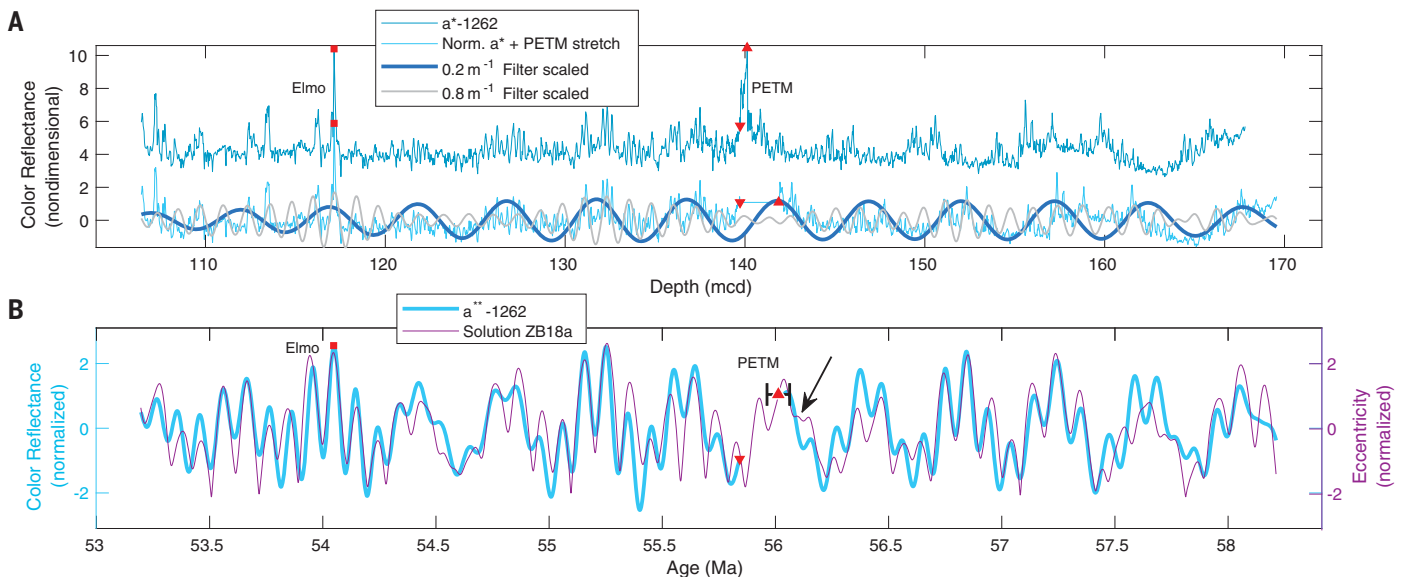 A
a*-1262
Norm. a* + PETM stretch
0.2 m⁻¹ Filter scaled
0.8 m⁻¹ Filter scaled
Color Reflectance
(nondimensional)
10
8
6
4
2
0
Elmo
PETM
110
120
130
140
150
160
170
Depth (mcd)
B
a** -1262
Solution ZB18a
Color Reflectance
(normalized)
2
0
-2
Elmo
PETM
2
0
-2
Eccentricity
(normalized)
53
53.5
54
54.5
55
55.5
56
56.5
57
57.5
58
Age (Ma)